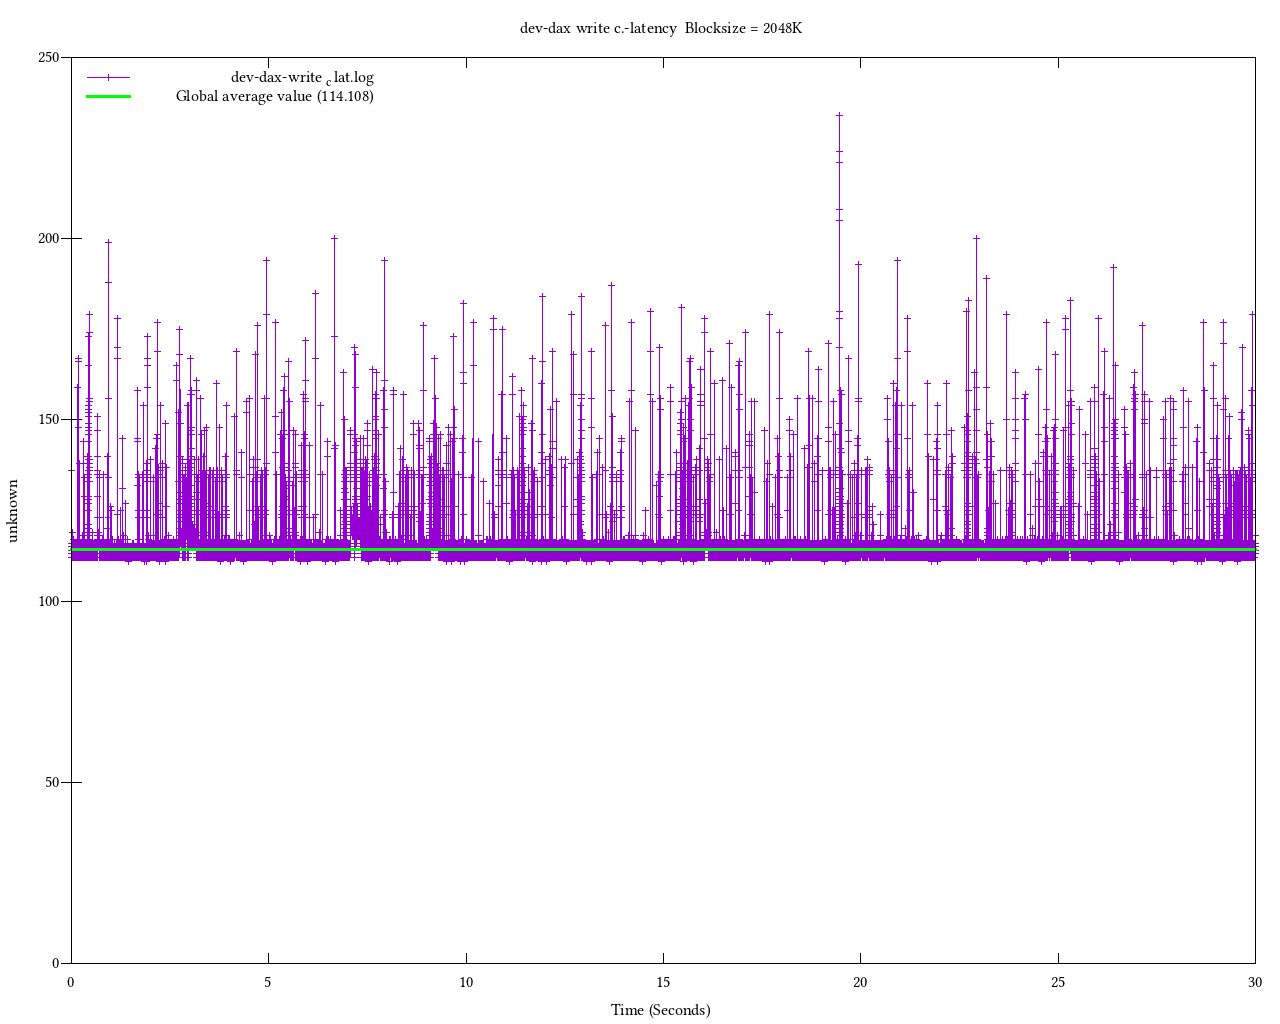 dev-dax write c.-latency  Blocksize = 2048K
250
dev-dax-write c lat.log
Global average value (114.108)
200
150
unknown
100
50
0
0 5 10 15 20 25 30
Time (Seconds)